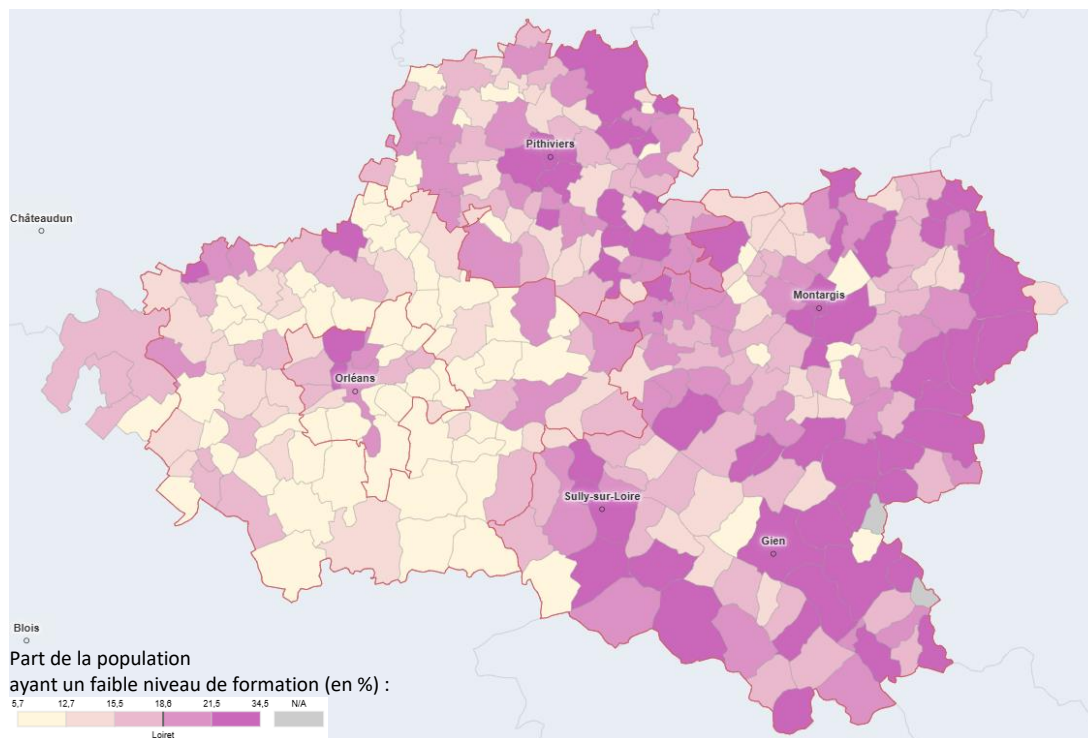 Pithiviers
Châteaudun
Montargis
Orléans
Sully-sur-Loire
Gien
Blois
Part de la population
ayant un faible niveau de formation (en %) :
5,7 12,7 15,6 18,6 21,5 34,5 N/A
Loiret